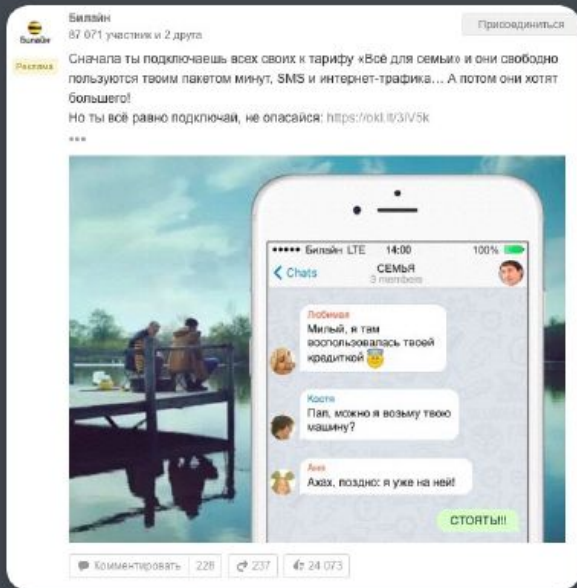 Билайн
87 071 участник и 2 друга
Присоединиться
Билайн
Реклама
Сначала ты подключаешь всех своих к тарифу «Всё для семьи» и они свободно
пользуются твоим пакетом минут, SMS и интернет-трафика... А потом они хотят
большего!
Но ты всё равно подключай, не опасайся: https://okl.lt/3IV5k
Билайн LTE 14:00 100%
Chats
СЕМЬЯ
3 members
Любимая
Милый, я там
воспользовалась твоей
кредиткой
Костя
Пап, можно я возьму твою
машину?
Аня
Ахах, поздно: я уже на ней!
СТОЯТЬ!!!
Комментировать 228 237 24 073